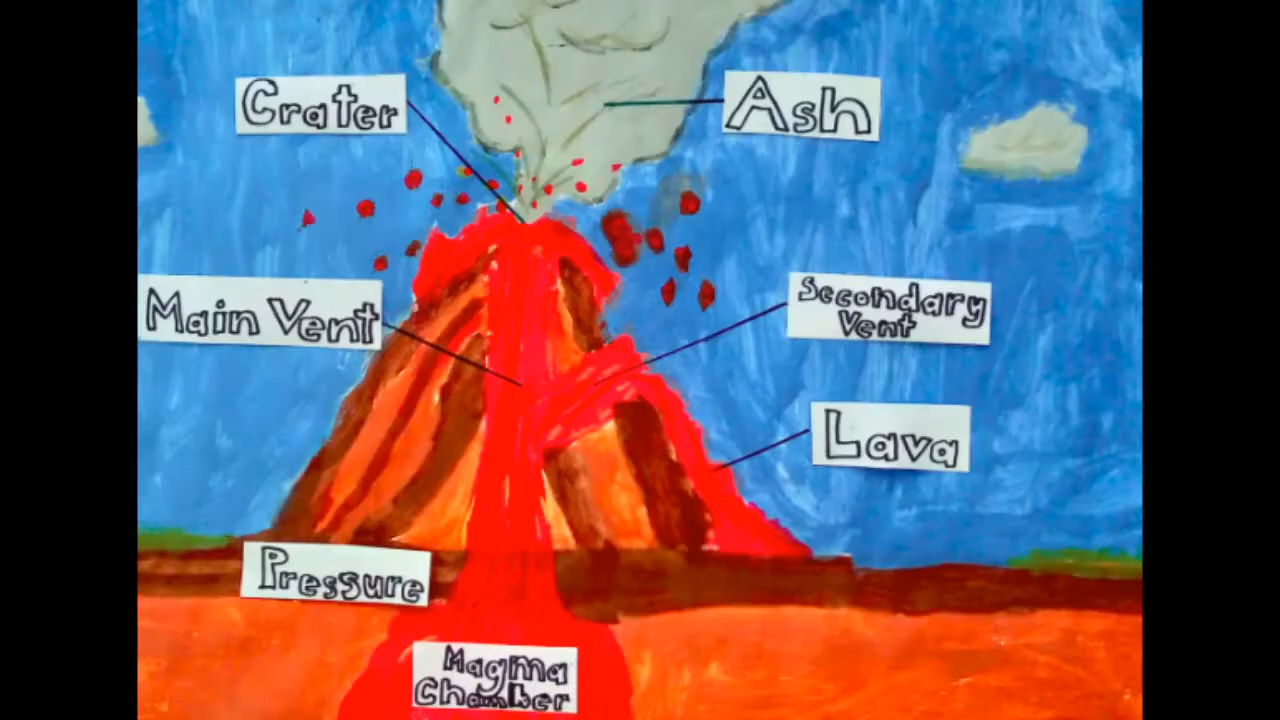 Crater
Ash
Main Vent
Secondary
Vent
Lava
Pressure
Magma
Chamber